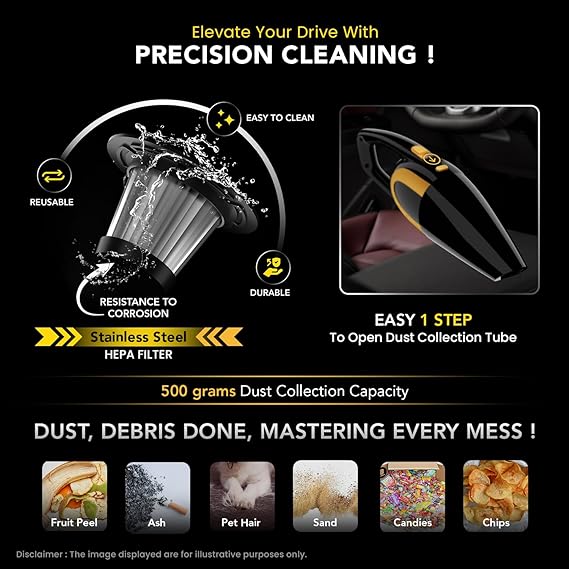 Elevate Your Drive With
PRECISION CLEANING !
EASY TO CLEAN
REUSABLE
DURABLE
RESISTANCE TO
CORROSION
Stainless Steel
HEPA FILTER
EASY 1 STEP
To Open Dust Collection Tube
500 grams Dust Collection Capacity
DUST, DEBRIS DONE, MASTERING EVERY MESS !
Fruit Peel
Ash
Pet Hair
Sand
Candies
Chips
Disclaimer : The image displayed are for illustrative purposes only.